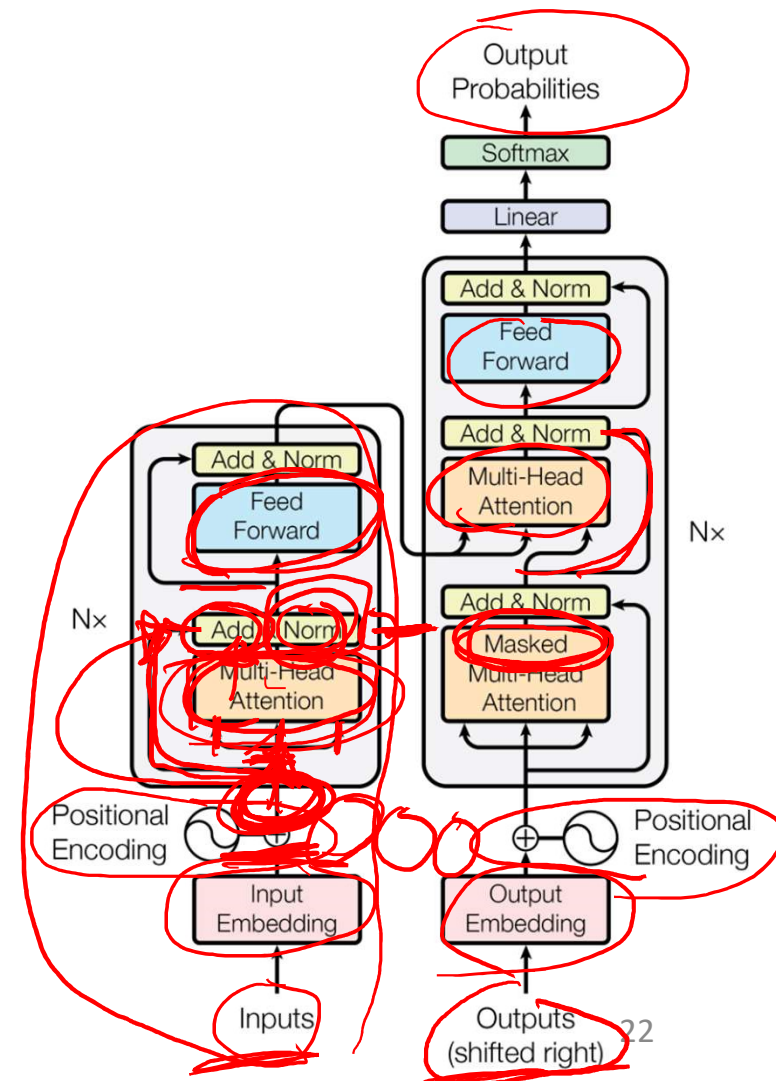 Output
Probabilities
Softmax
Linear
Add & Norm
Feed
Forward
Add & Norm
Multi-Head
Attention
Nx
Add & Norm
Masked
Multi-Head
Attention
Positional
Encoding
Output
Embedding
Outputs
(shifted right)
Add & Norm
Feed
Forward
Nx
Add & Norm
Multi-Head
Attention
Positional
Encoding
Input
Embedding
Inputs
22